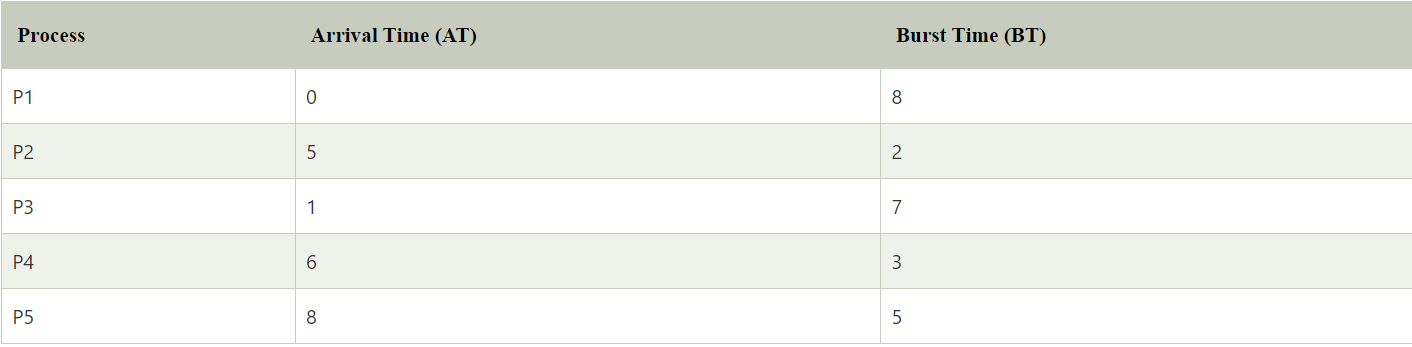 Process Arrival Time (AT) Burst Time (BT)
P1 0 8
P2 5 2
P3 1 7
P4 6 3
P5 8 5